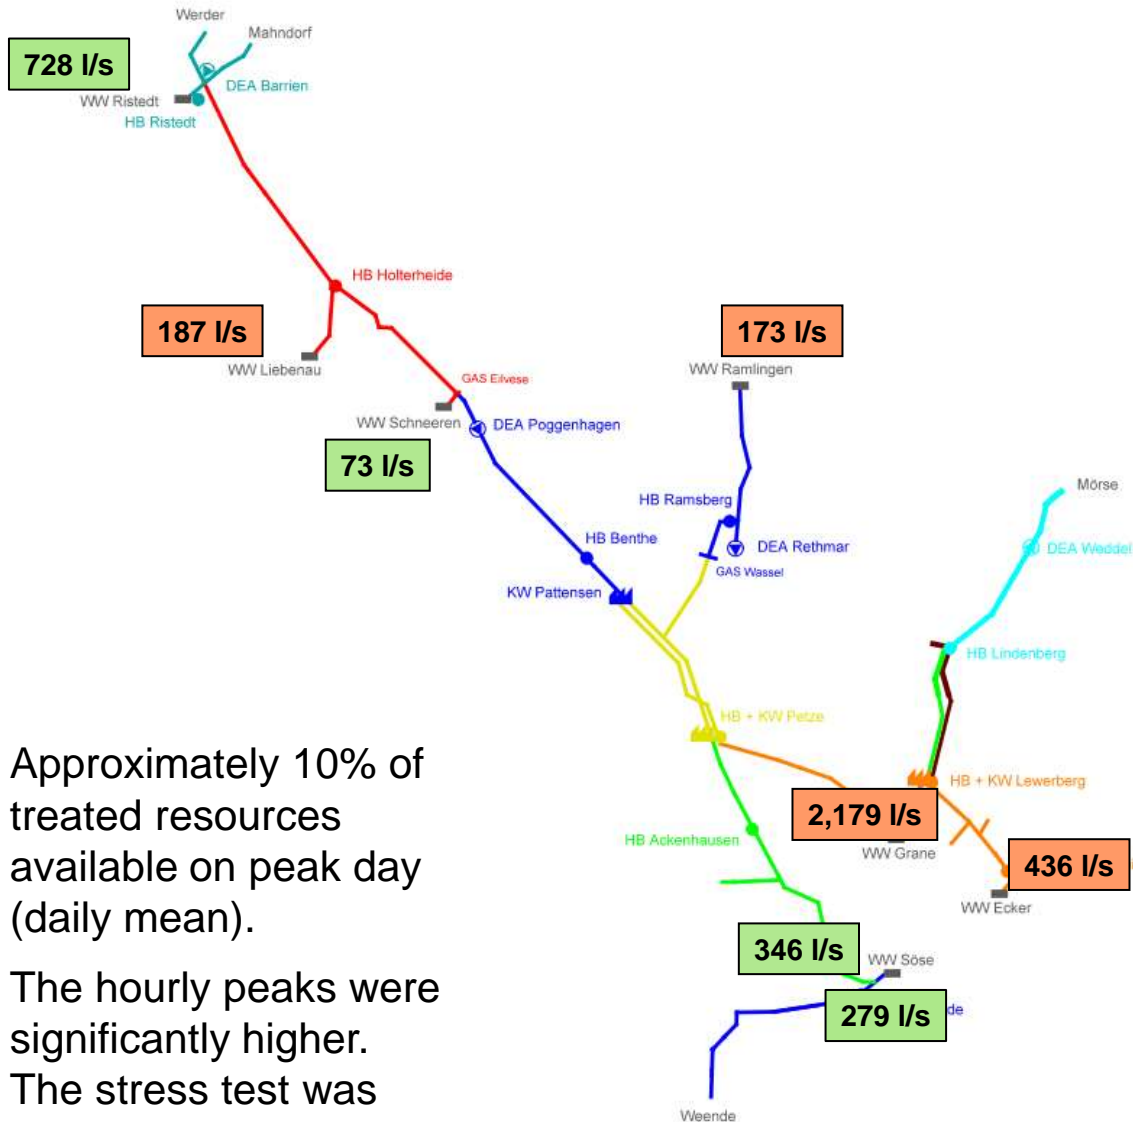 Werder
Mahndorf
728 l/s
DEA Barrien
WW Ristedt
HB Ristedt
HB Holterheide
187 l/s
173 l/s
WW Liebenau
WW Ramlingen
GAS Eilvese
WW Schneeren
DEA Poggenhagen
73 l/s
Mörse
HB Ramsberg
HB Benthe
DEA Rethmar
DEA Weddel
GAS Wassel
KW Pattensen
HB Lindenberg
HB + KW Petze
HB + KW Lewerberg
2,179 l/s
HB Ackenhausen
WW Grane
436 l/s
WW Ecker
346 l/s
WW Söse
279 l/s
de
Weende
Approximately 10% of
treated resources
available on peak day
(daily mean).
The hourly peaks were
significantly higher.
The stress test was